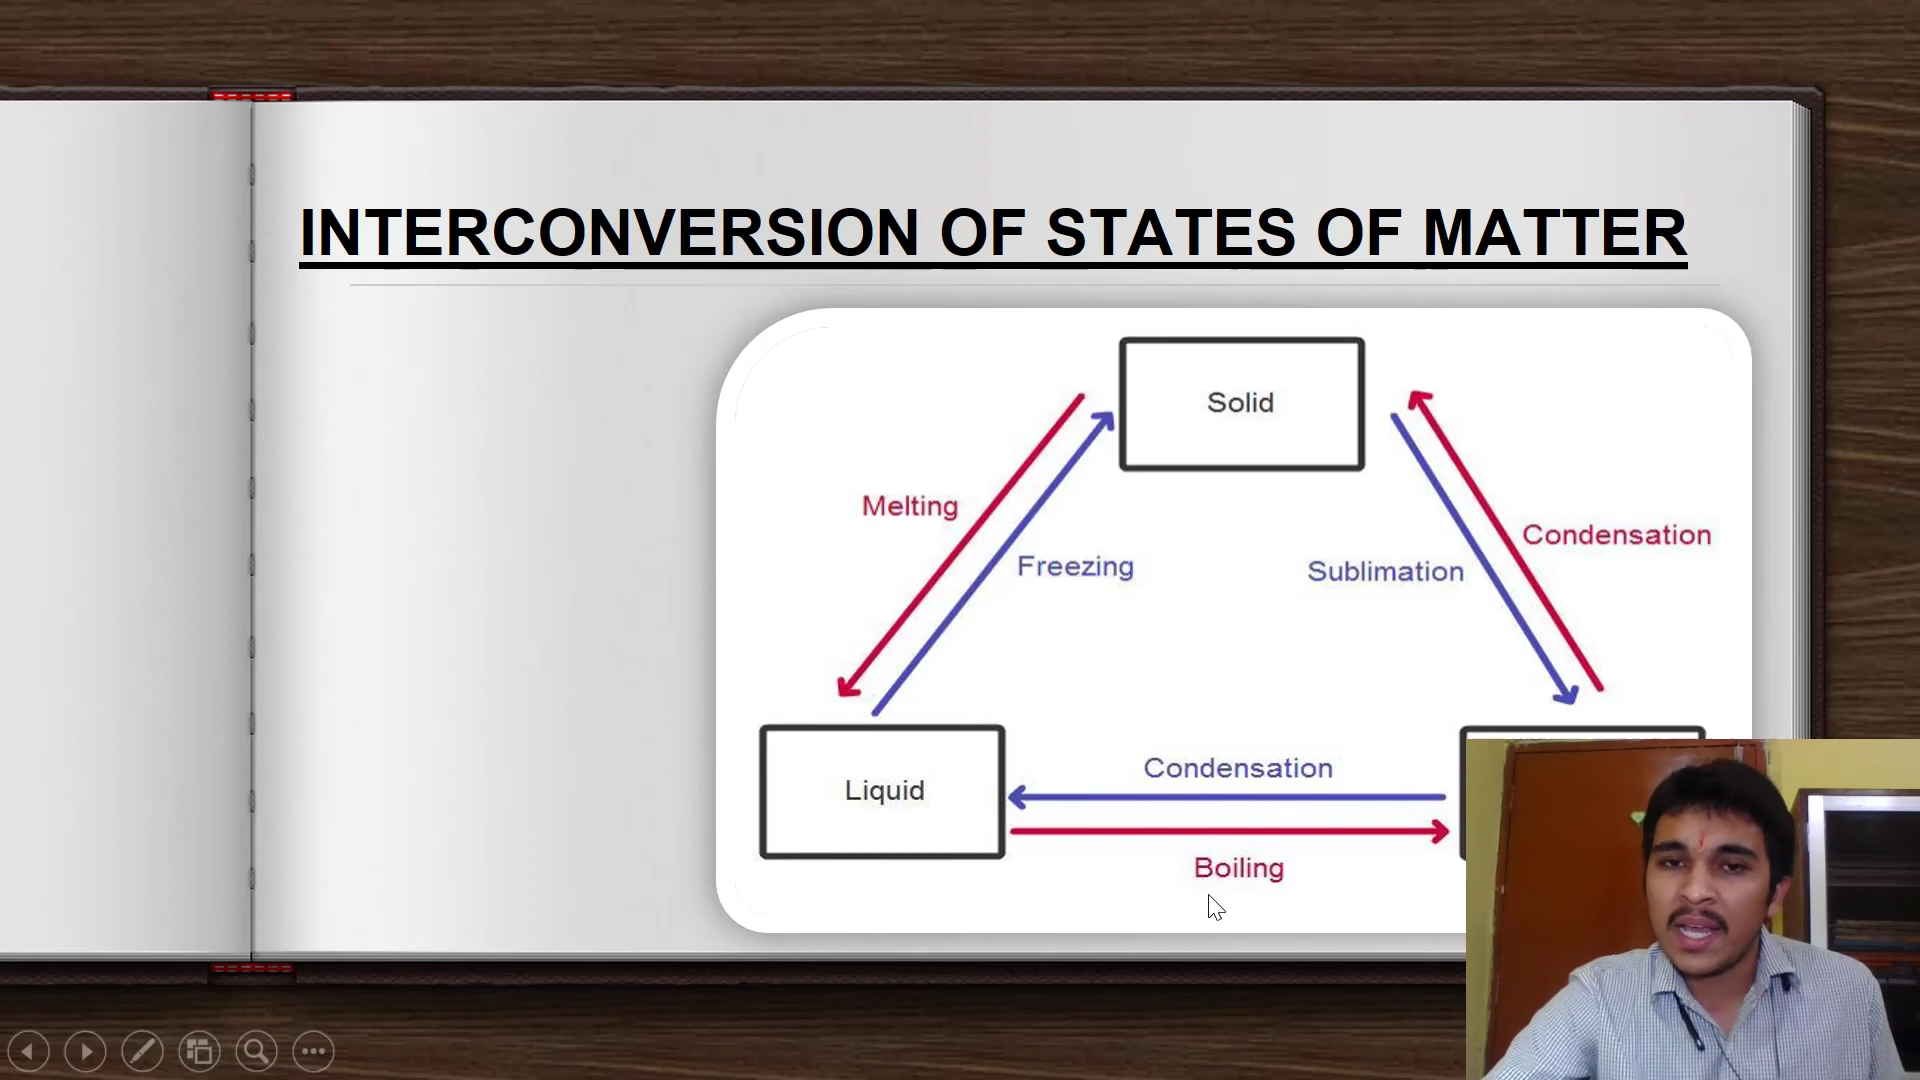 INTERCONVERSION OF STATES OF MATTER
Solid
Melting
Condensation
Freezing
Sublimation
Condensation
Liquid
Boiling